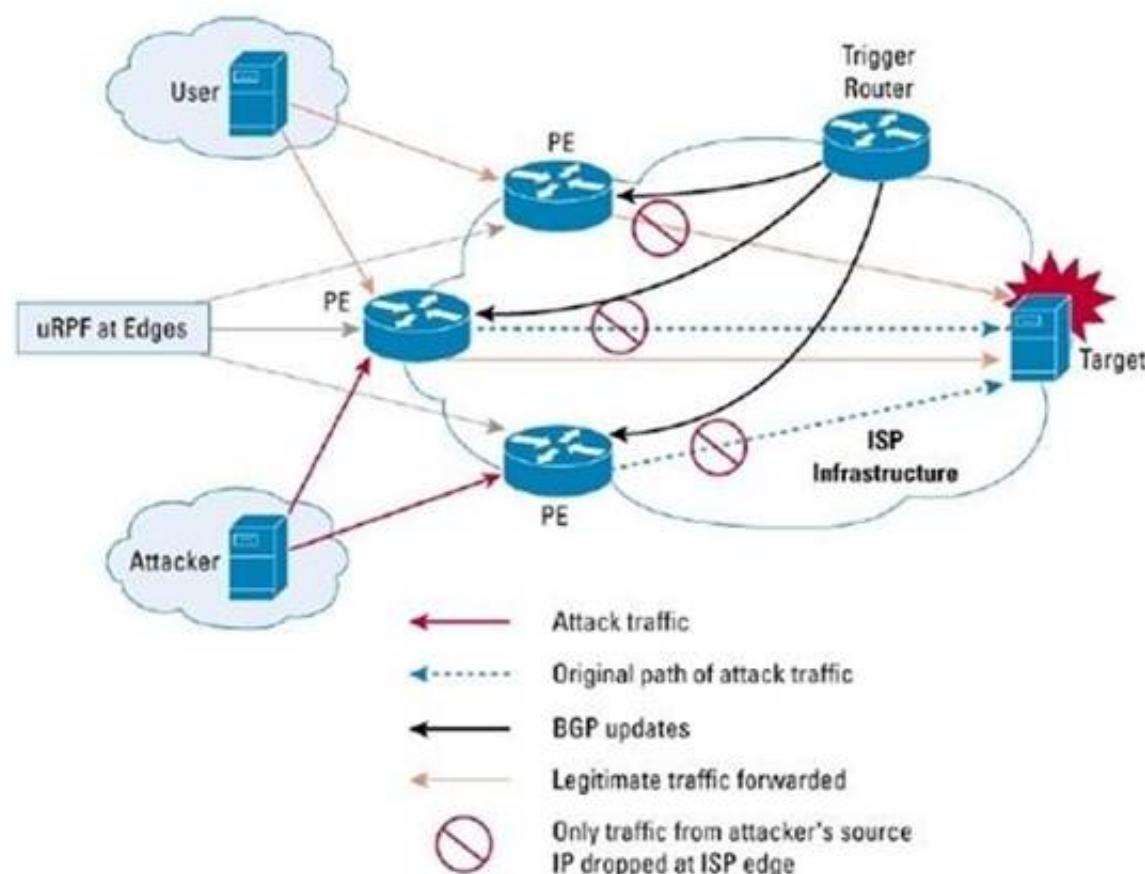 User
Trigger
Router
PE
PE
uRPF at Edges
Target
ISP
Infrastructure
PE
Attacker
Attack traffic
Original path of attack traffic
BGP updates
Legitimate traffic forwarded
Only traffic from attacker's source
IP dropped at ISP edge